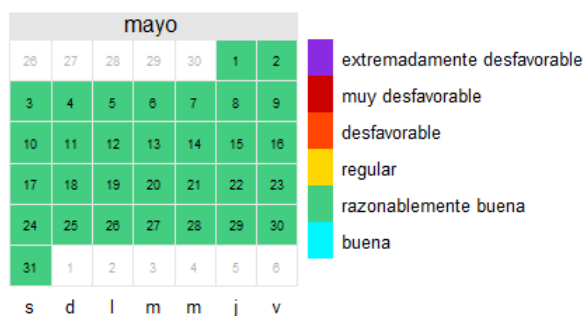 mayo
26 27 28 29 30 1 2
3 4 5 6 7 8 9
10 11 12 13 14 15 16
17 18 19 20 21 22 23
24 25 26 27 28 29 30
31 1 2 3 4 5 6
s d l m m j v
extremadamente desfavorable
muy desfavorable
desfavorable
regular
razonablemente buena
buena